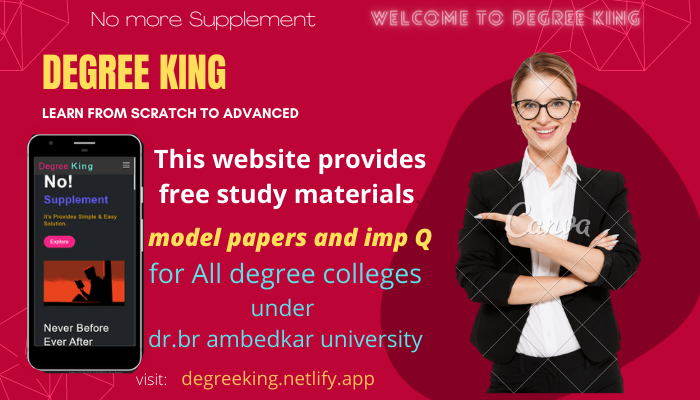 No more Supplement
WELCOME TO DEGREE KING
DEGREE KING
LEARN FROM SCRATCH TO ADVANCED
Degree King
No!
Supplement
It's Provides Simple & Easy
Solution.
Explore
Never Before
Ever After
This website provides
free study materials
model papers and imp Q
for All degree colleges
under
dr.br ambedkar university
visit: degreeking.netlify.app
Canva